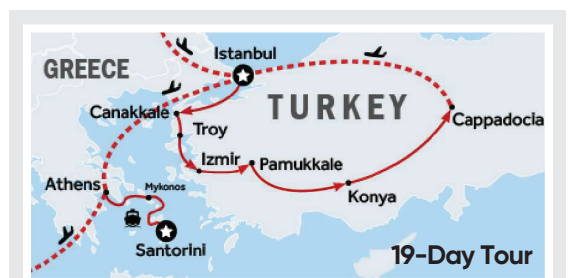 Istanbul
GREECE
TURKEY
Canakkale
Cappadocia
Troy
Izmir
Pamukkale
Athens
Mykonos
Konya
Santorini
19-Day Tour